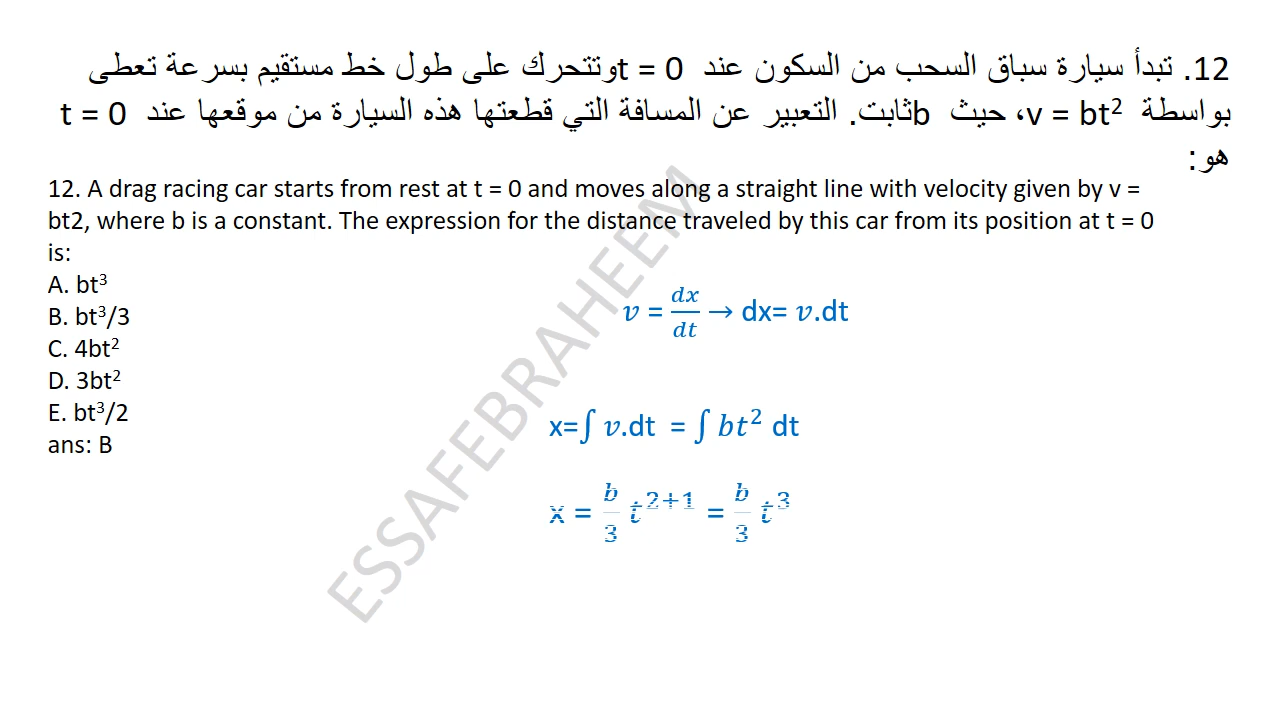 12. تبدأ سيارة سباق السحب من السكون عند t = 0 وتتحرك على طول خط مستقيم بسرعة تعطى
بواسطة v = bt²، حيث b ثابت. التعبير عن المسافة التي قطعتها هذه السيارة من موقعها عند t = 0
هو:
12. A drag racing car starts from rest at t = 0 and moves along a straight line with velocity given by v =
bt2, where b is a constant. The expression for the distance traveled by this car from its position at t = 0
is:
A. bt³
B. bt³/3
C. 4bt²
D. 3bt²
E. bt³/2
ans: B
v = dx/dt → dx= v.dt
x=∫ v.dt = ∫ bt² dt
x = b/3 t²⁺¹ = b/3 t³
ESSAFEBRAHEEM